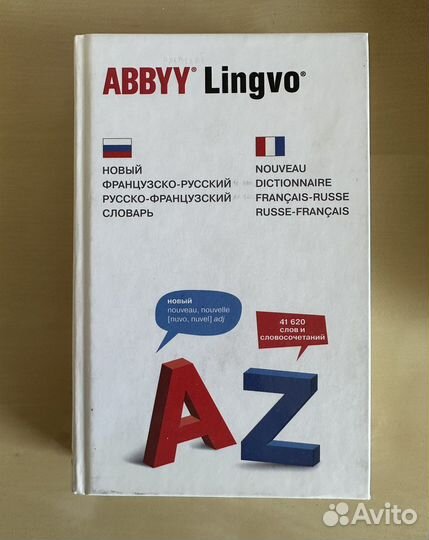 ABBYY® Lingvo®
НОВЫЙ
ФРАНЦУЗСКО-РУССКИЙ
РУССКО-ФРАНЦУЗСКИЙ
СЛОВАРЬ
NOUVEAU
DICTIONNAIRE
FRANÇAIS-RUSSE
RUSSE-FRANÇAIS
новый
nouveau, nouvelle
[nuvo, nuvel] adj
41 620
слов и
словосочетаний
A Z
Avito